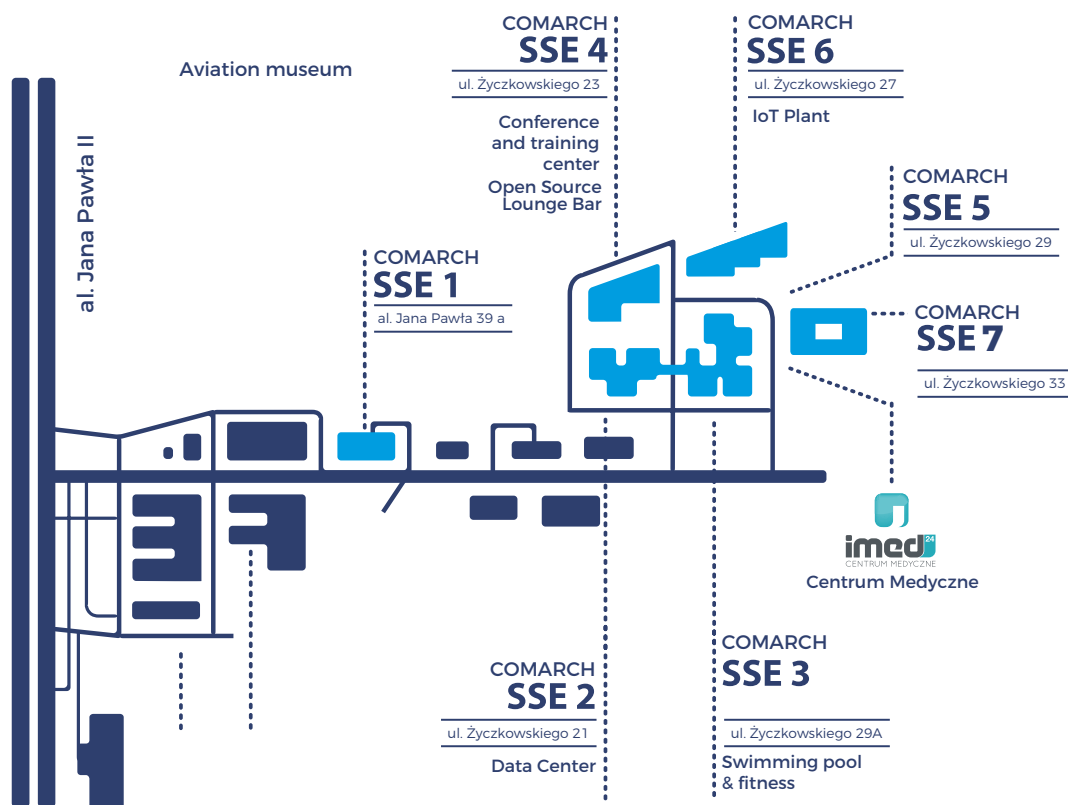 COMARCH
SSE 4
ul. Życzkowskiego 23
Conference
and training
center
Open Source
Lounge Bar
COMARCH
SSE 6
ul. Życzkowskiego 27
IoT Plant
Aviation museum
al. Jana Pawła II
COMARCH
SSE 5
ul. Życzkowskiego 29
COMARCH
SSE 1
al. Jana Pawła 39 a
COMARCH
SSE 7
ul. Życzkowskiego 33
imed 24
CENTRUM MEDYCZNE
Centrum Medyczne
COMARCH
SSE 2
ul. Życzkowskiego 21
Data Center
COMARCH
SSE 3
ul. Życzkowskiego 29A
Swimming pool
& fitness